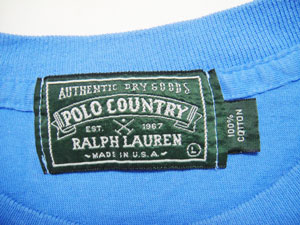 AUTHENTIC DRY GOODS
POLO COUNTRY
EST. 1967
RALPH LAUREN
MADE IN U.S.A.
L
100%
COTTON